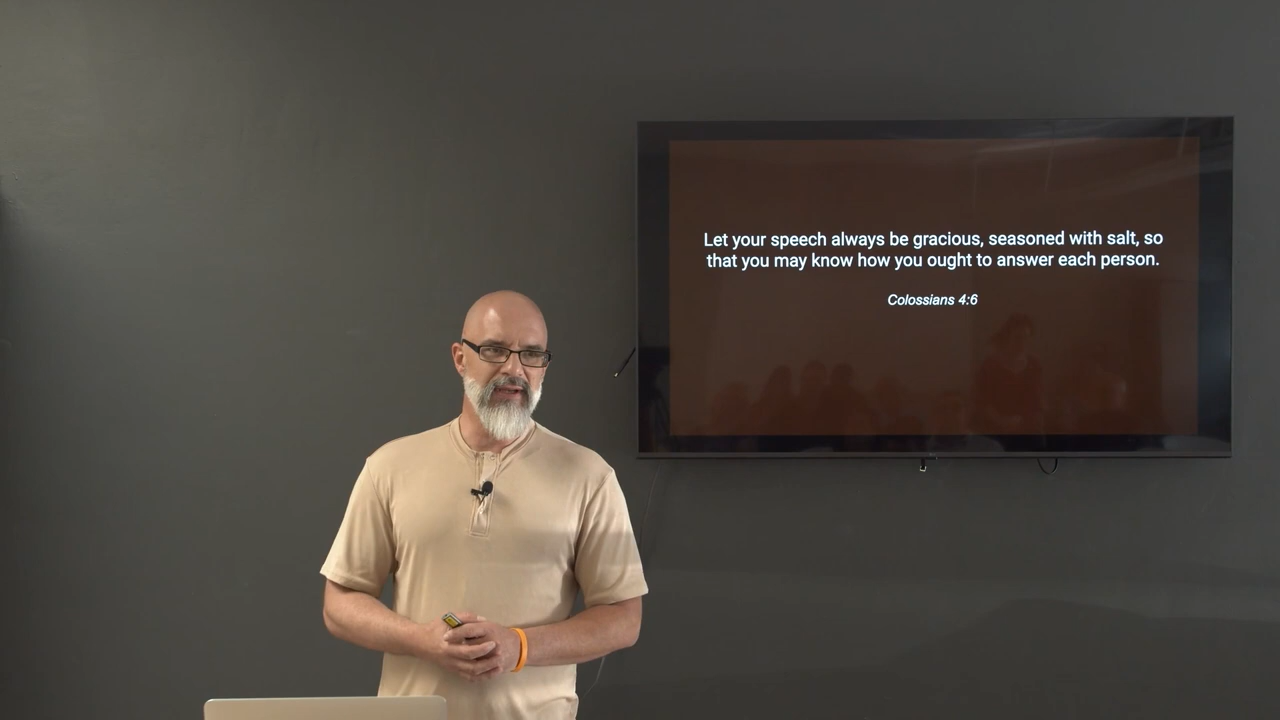 Let your speech always be gracious, seasoned with salt, so
that you may know how you ought to answer each person.
Colossians 4:6